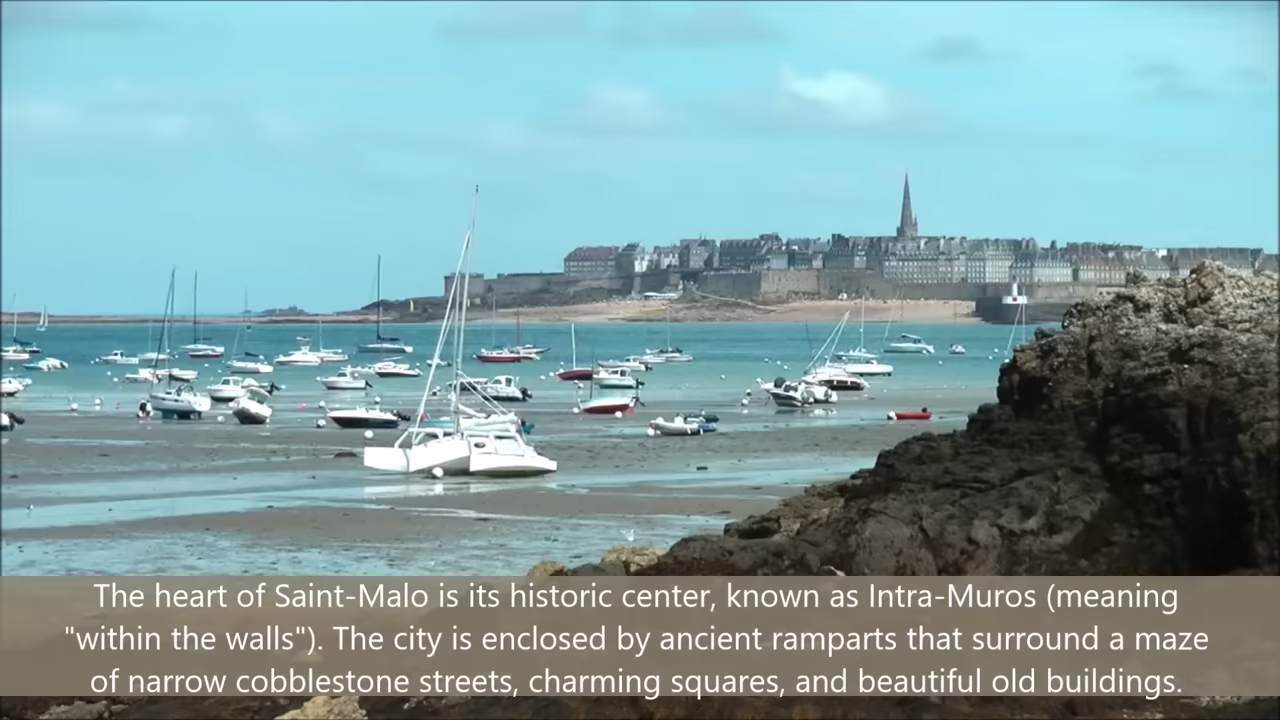 The heart of Saint-Malo is its historic center, known as Intra-Muros (meaning
"within the walls"). The city is enclosed by ancient ramparts that surround a maze
of narrow cobblestone streets, charming squares, and beautiful old buildings.